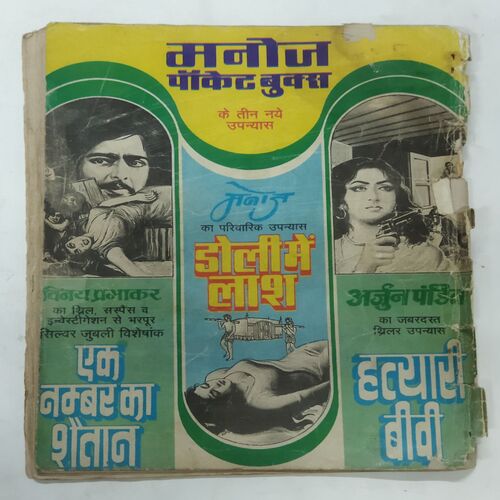 मनोज
पॉकेट बुक्स
के तीन नये
उपन्यास
मनोज
का परिवारिक उपन्यास
डोली में
लाश
विनय प्रभाकर
का थ्रिल, सस्पैंस व
इन्वेस्टीगेशन से भरपूर
सिल्वर जुबली विशेषांक
एक
नम्बर का
शैतान
अर्जुन पंडित
का जबरदस्त
थ्रिलर उपन्यास
हत्यारी
बीवी